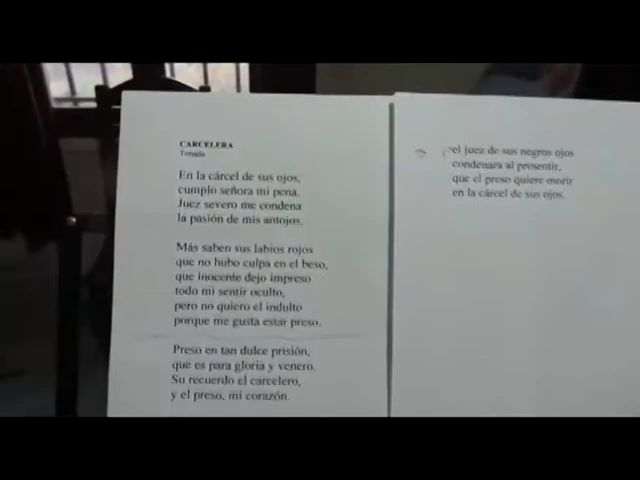 CARCELERA
Tonada
En la cárcel de sus ojos,
cumplo señora mi pena.
Juez severo me condena
la pasión de mis antojos.
Más saben sus labios rojos
que no hubo culpa en el beso,
que inocente dejo impreso
todo mi sentir oculto,
pero no quiero el indulto
porque me gusta estar preso.
Preso en tan dulce prisión,
que es para gloria y venero.
Su recuerdo el carcelero,
y el preso, mi corazón.
el juez de sus negros ojos
condenara al presentir,
que el preso quiere morir
en la cárcel de sus ojos.